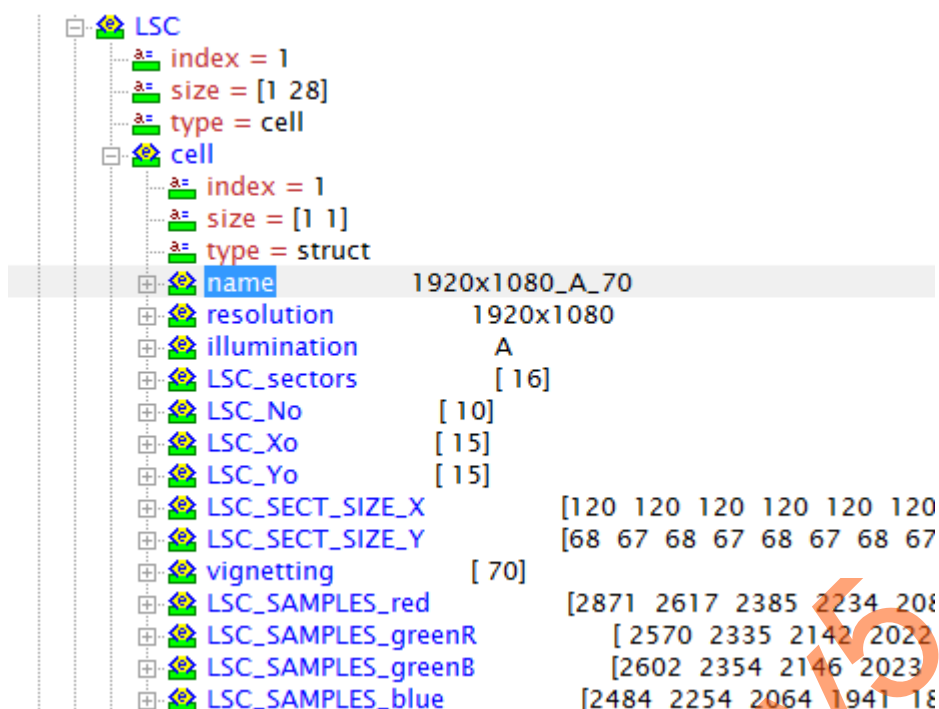 LSC
index = 1
size = [1 28]
type = cell
cell
index = 1
size = [1 1]
type = struct
name 1920x1080_A_70
resolution 1920x1080
illumination A
LSC_sectors [ 16]
LSC_No [ 10]
LSC_Xo [ 15]
LSC_Yo [ 15]
LSC_SECT_SIZE_X [120 120 120 120 120 120
LSC_SECT_SIZE_Y [68 67 68 67 68 67 68 67
vignetting [ 70]
LSC_SAMPLES_red [2871 2617 2385 2234 208
LSC_SAMPLES_greenR [ 2570 2335 2142 2022
LSC_SAMPLES_greenB [2602 2354 2146 2023
LSC_SAMPLES_blue [2484 2254 2064 1941 18